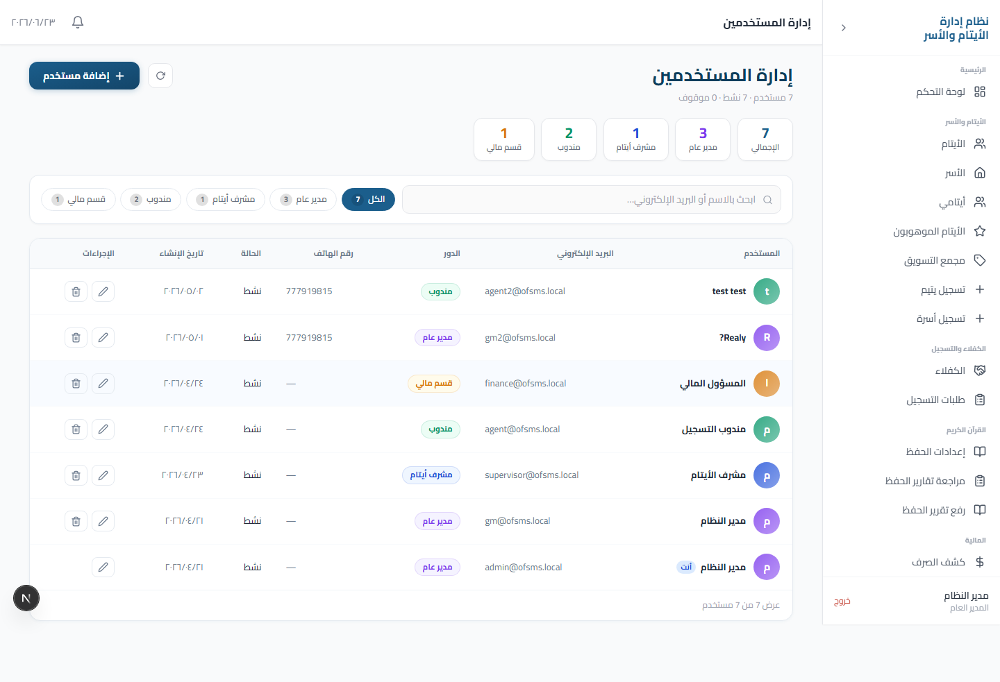 نظام إدارة
الأيتام والأسر
الرئيسية
لوحة التحكم
الأيتام والأسر
الأيتام
الأسر
أيتامي
الأيتام الموهوبون
مجمع التسويق
تسجيل يتيم
تسجيل أسرة
الكفلاء والتسجيل
الكفلاء
طلبات التسجيل
القرآن الكريم
إعدادات الحفظ
مراجعة تقارير الحفظ
رفع تقرير الحفظ
المالية
كشف الصرف
مدير النظام
المدير العام
خروج
إدارة المستخدمين
٢٠٢٦/٠٦/٢٣
إدارة المستخدمين
7 مستخدم · 7 نشط · 0 موقوف
إضافة مستخدم
7 الإجمالي
3 مدير عام
1 مشرف أيتام
2 مندوب
1 قسم مالي
ابحث بالاسم أو البريد الإلكتروني...
الكل 7
مدير عام 3
مشرف أيتام 1
مندوب 2
قسم مالي 1
المستخدم البريد الإلكتروني الدور رقم الهاتف الحالة تاريخ الإنشاء الإجراءات
t test test agent2@ofsms.local مندوب 777919815 نشط ٢٠٢٦/٠٥/٠٢
R Realy? gm2@ofsms.local مدير عام 777919815 نشط ٢٠٢٦/٠٥/٠١
ا المسؤول المالي finance@ofsms.local قسم مالي — نشط ٢٠٢٦/٠٤/٢٤
م مندوب التسجيل agent@ofsms.local مندوب — نشط ٢٠٢٦/٠٤/٢٤
م مشرف الأيتام supervisor@ofsms.local مشرف أيتام — نشط ٢٠٢٦/٠٤/٢٣
م مدير النظام gm@ofsms.local مدير عام — نشط ٢٠٢٦/٠٤/٢١
م مدير النظام أنت admin@ofsms.local مدير عام — نشط ٢٠٢٦/٠٤/٢١
عرض 7 من 7 مستخدم
N